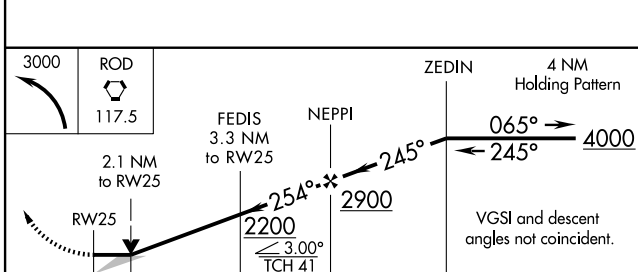 3000
ROD
117.5
ZEDIN
4 NM
Holding Pattern
FEDIS
3.3 NM
to RW25
NEPPI
065°
4000
245°
245°
2.1 NM
to RW25
254°
2900
RW25
2200
3.00°
TCH 41
VGSI and descent
angles not coincident.